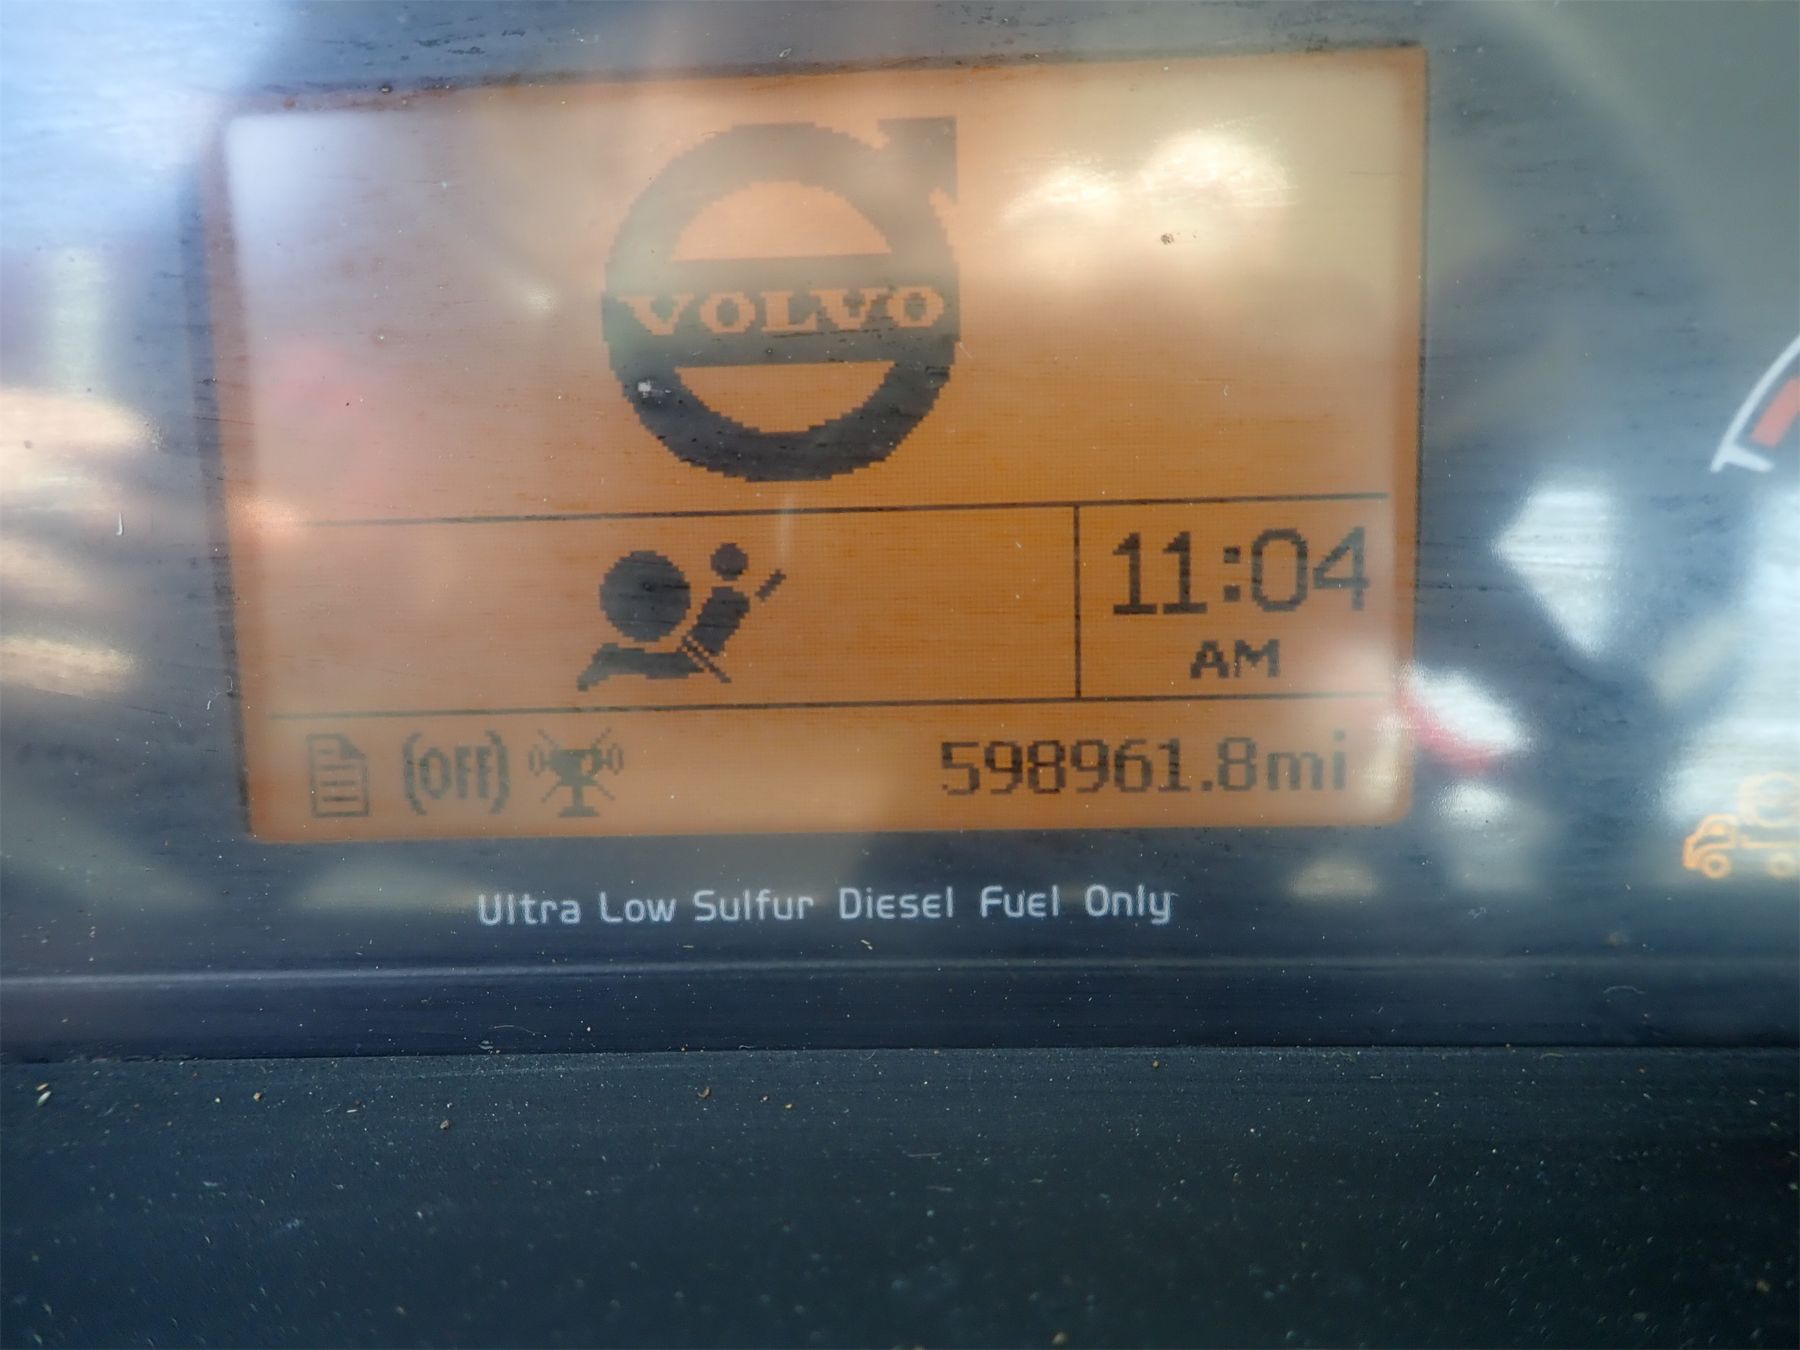 VOLVO
11:04
AM
(OFF)
598961.8mi
Ultra Low Sulfur Diesel Fuel Only